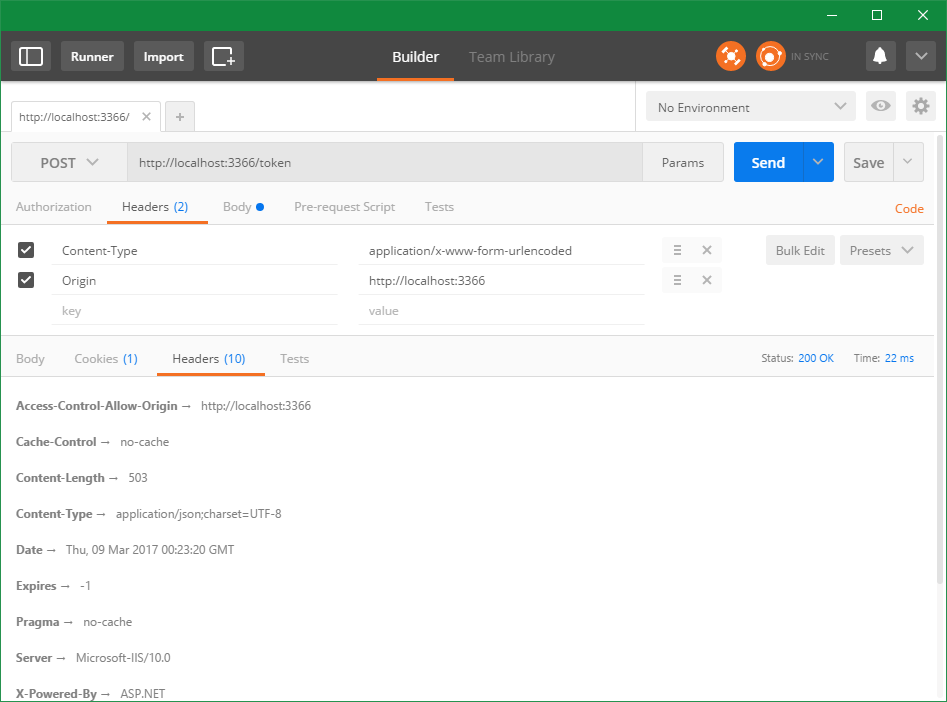 Runner Import Builder Team Library IN SYNC
http://localhost:3366/ No Environment
POST http://localhost:3366/token Params Send Save
Authorization Headers (2) Body Pre-request Script Tests Code
Content-Type application/x-www-form-urlencoded Bulk Edit Presets
Origin http://localhost:3366
key value
Body Cookies (1) Headers (10) Tests Status: 200 OK Time: 22 ms
Access-Control-Allow-Origin → http://localhost:3366
Cache-Control → no-cache
Content-Length → 503
Content-Type → application/json;charset=UTF-8
Date → Thu, 09 Mar 2017 00:23:20 GMT
Expires → -1
Pragma → no-cache
Server → Microsoft-IIS/10.0
X-Powered-By → ASP.NET